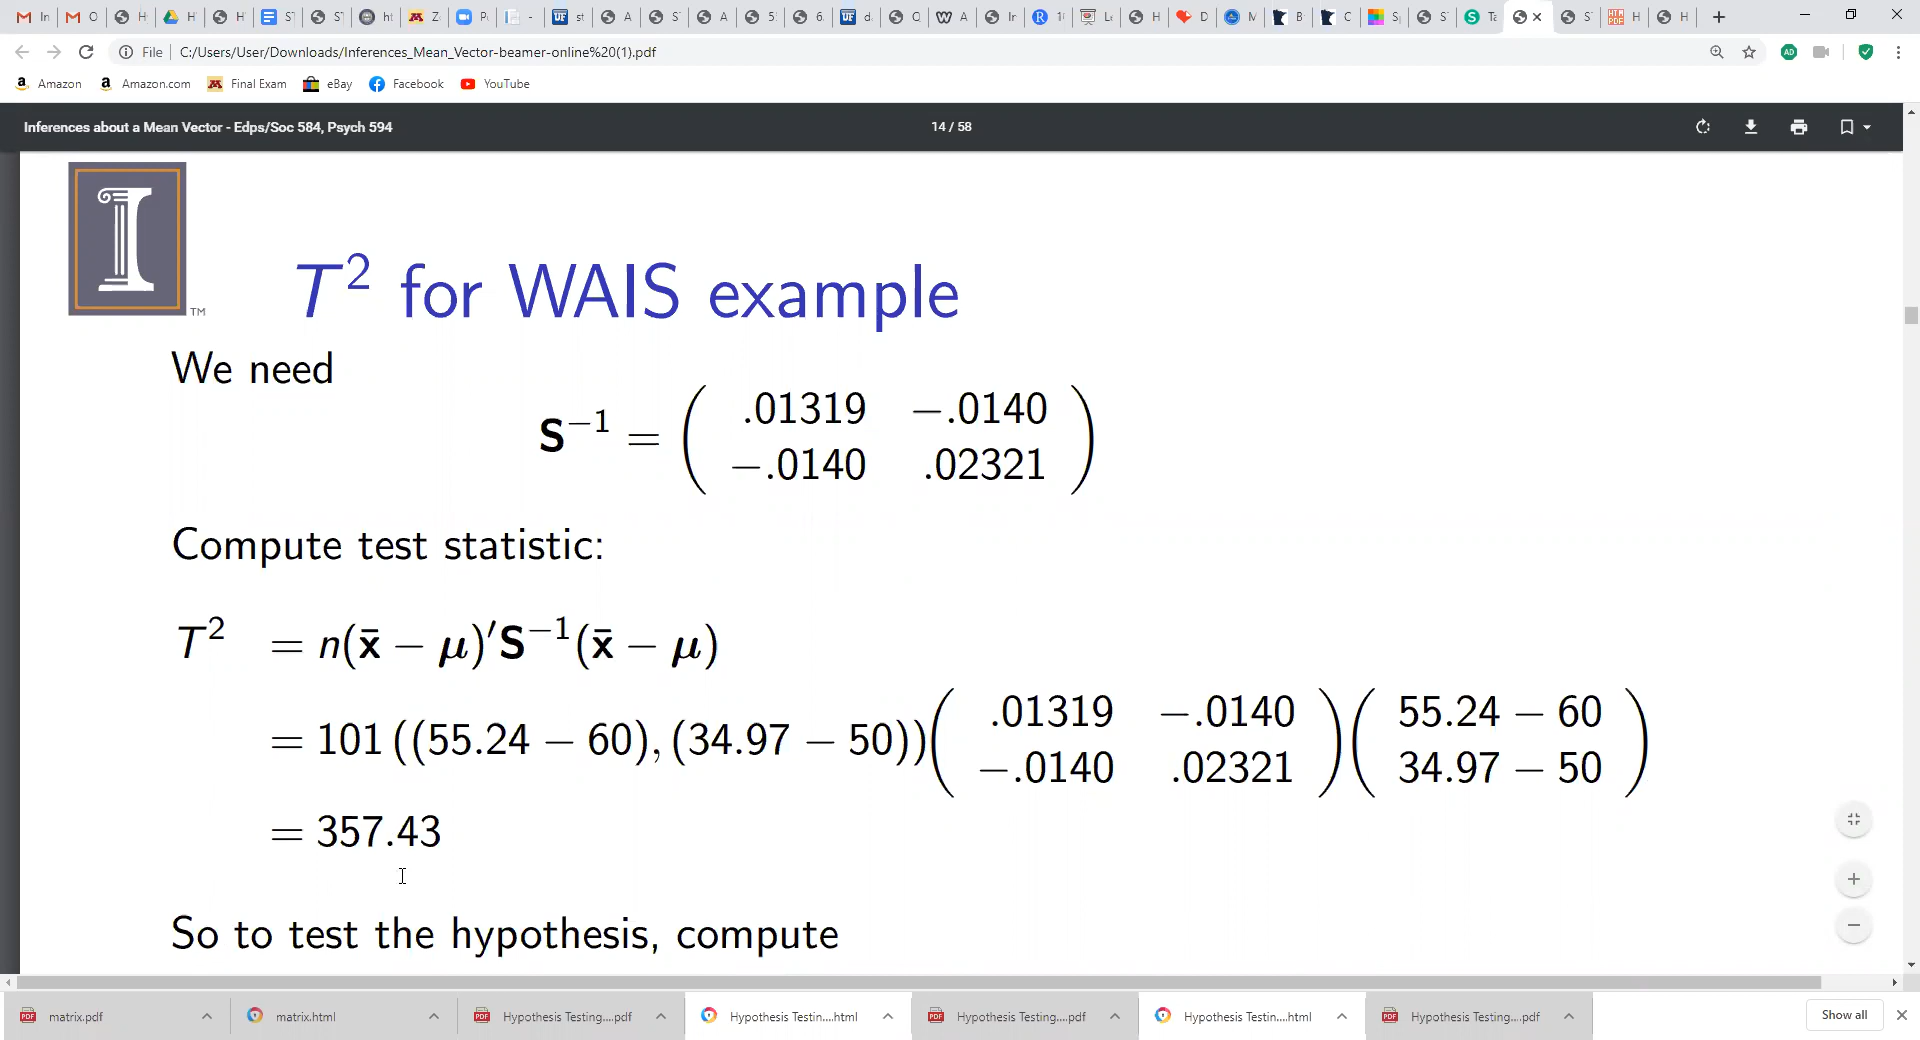 File C:/Users/User/Downloads/Inferences_Mean_Vector-beamer-online%20(1).pdf
Amazon Amazon.com Final Exam eBay Facebook YouTube
Inferences about a Mean Vector - Edps/Soc 584, Psych 594 14 / 58
I
TM
T² for WAIS example
We need
S⁻¹ = ( .01319 −.0140
−.0140 .02321 )
Compute test statistic:
T² = n(x̄ − μ)′S⁻¹(x̄ − μ)
= 101 ((55.24 − 60), (34.97 − 50)) ( .01319 −.0140 ) ( 55.24 − 60 )
( −.0140 .02321 ) ( 34.97 − 50 )
= 357.43
So to test the hypothesis, compute
matrix.pdf matrix.html Hypothesis Testing....pdf Hypothesis Testin....html Hypothesis Testing....pdf Hypothesis Testin....html Hypothesis Testing....pdf Show all